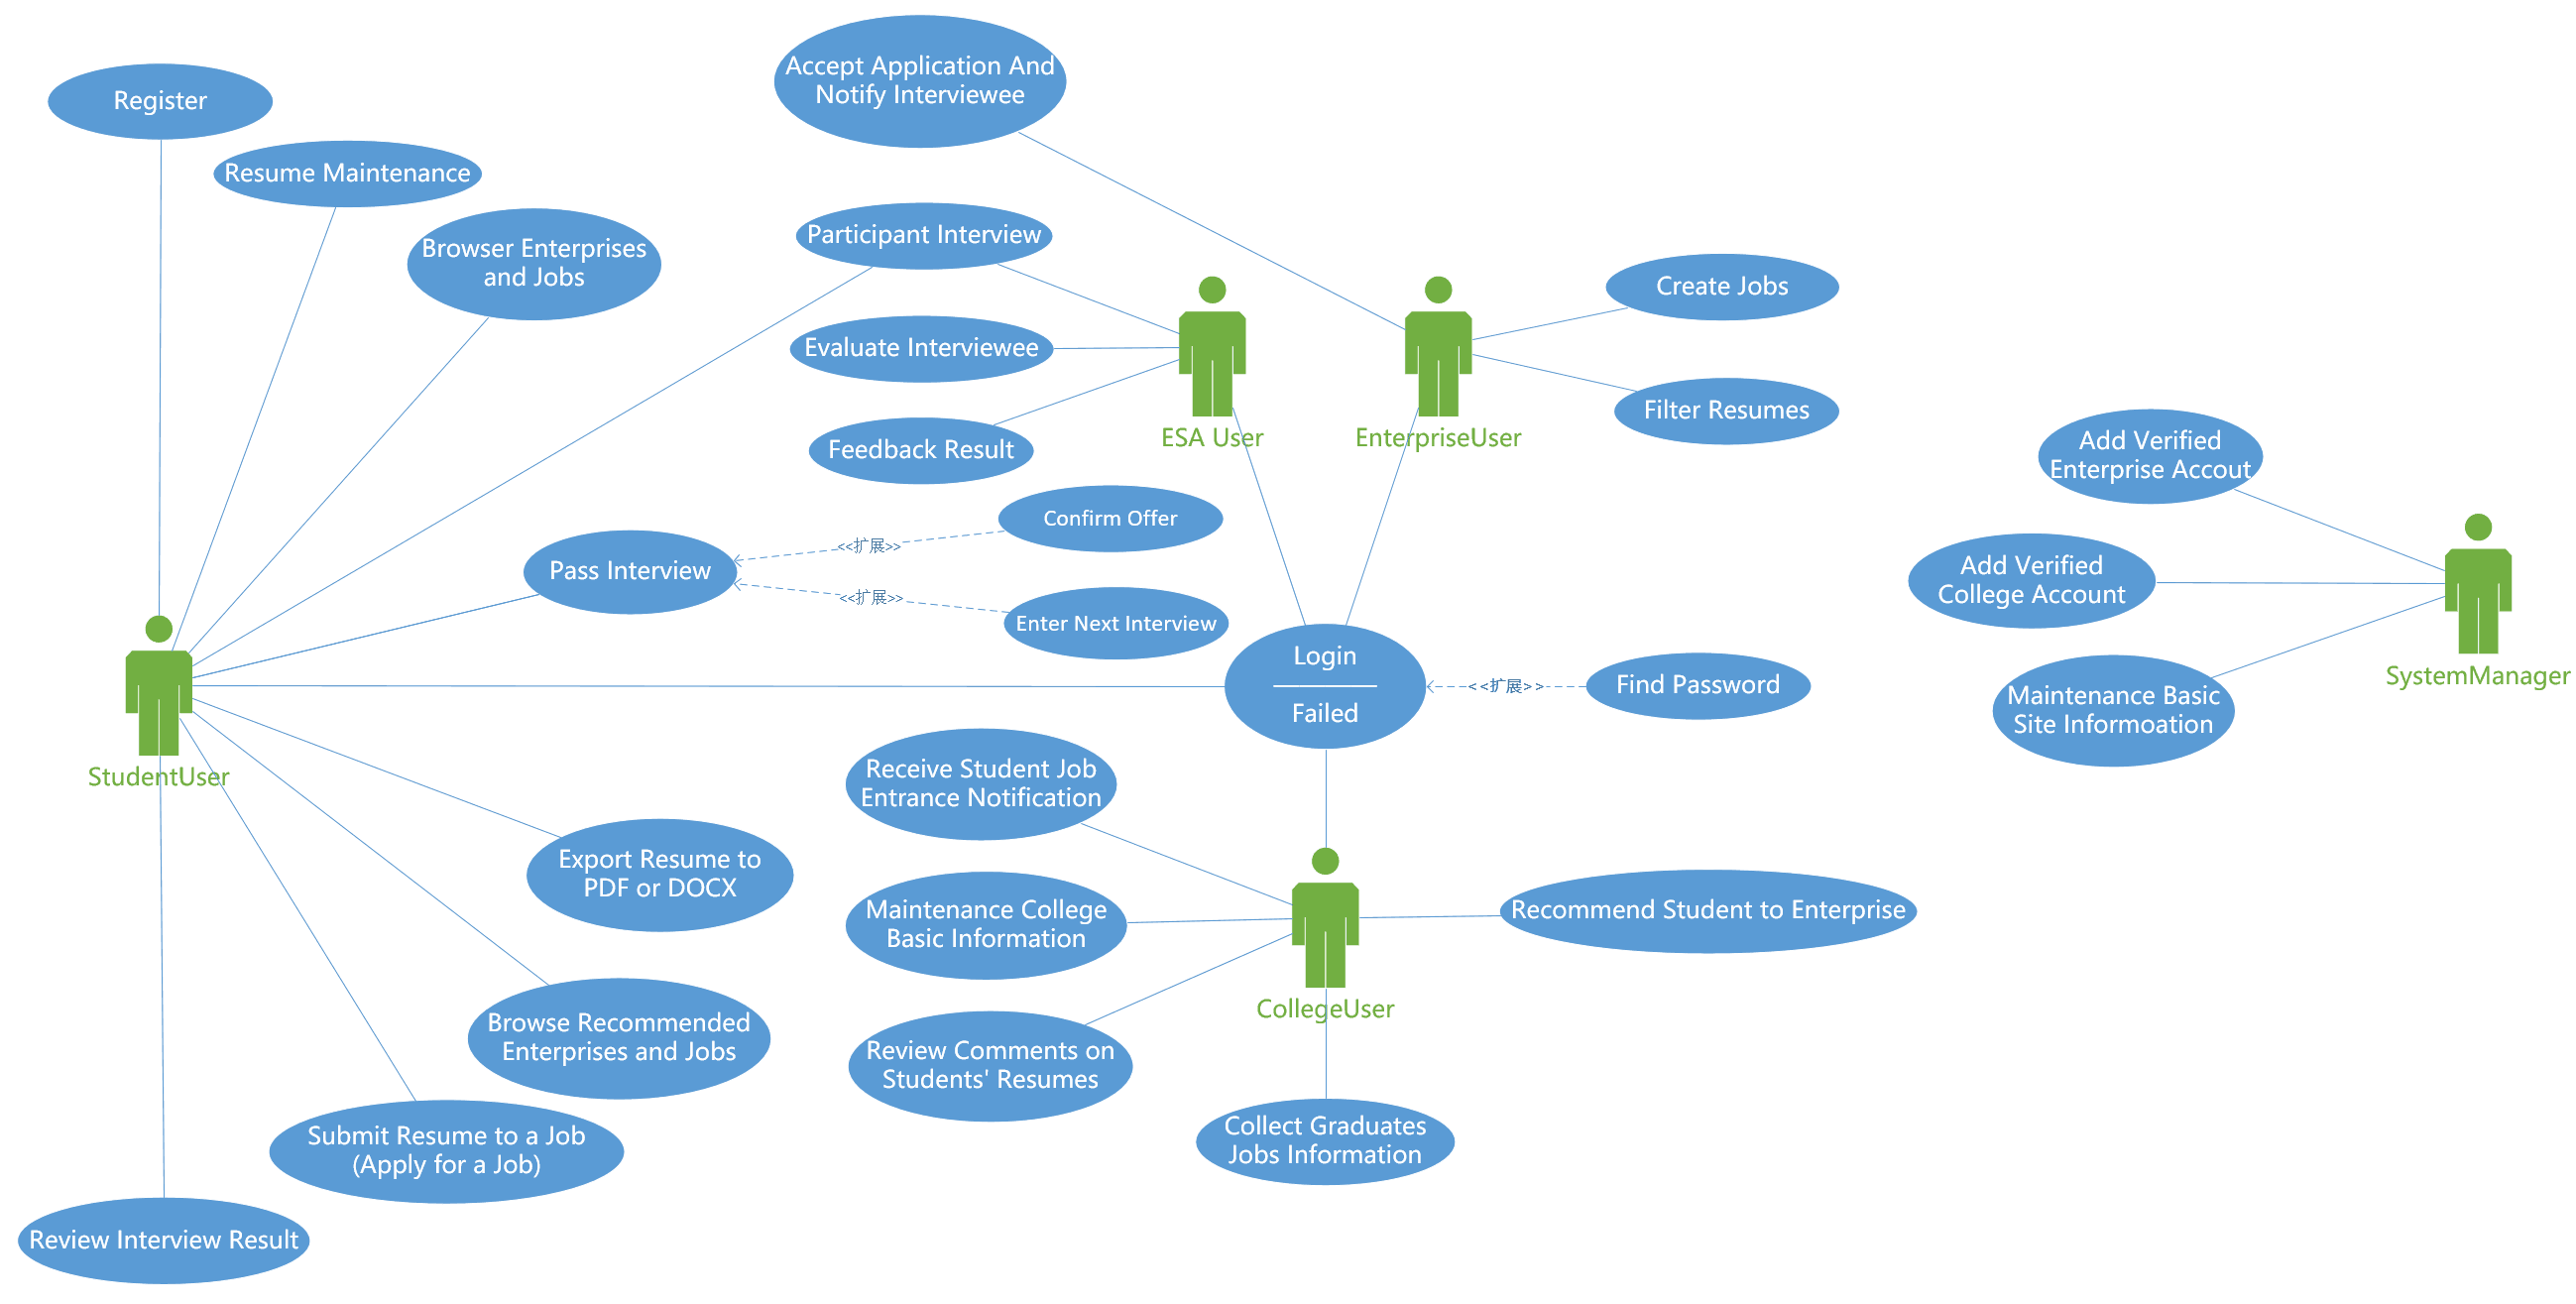 Accept Application And
Notify Interviewee
Register
Resume Maintenance
Browser Enterprises
and Jobs
Participant Interview
Create Jobs
Evaluate Interviewee
Filter Resumes
ESA User
EnterpriseUser
Feedback Result
Add Verified
Enterprise Accout
Confirm Offer
<<扩展>>
Pass Interview
Add Verified
College Account
<<扩展>>
Enter Next Interview
Login
Failed
<<扩展>>
Find Password
SystemManager
Maintenance Basic
Site Informoation
StudentUser
Receive Student Job
Entrance Notification
Export Resume to
PDF or DOCX
Maintenance College
Basic Information
Recommend Student to Enterprise
CollegeUser
Browse Recommended
Enterprises and Jobs
Review Comments on
Students' Resumes
Submit Resume to a Job
(Apply for a Job)
Collect Graduates
Jobs Information
Review Interview Result